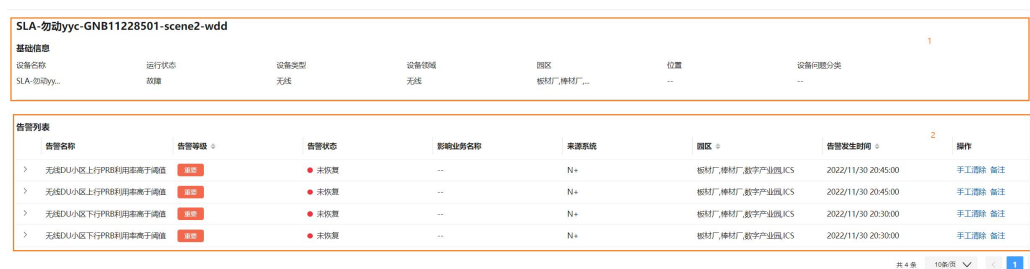 SLA-勿动yyc-GNB11228501-scene2-wdd
1
基础信息
设备名称 运行状态 设备类型 设备领域 园区 位置 设备问题分类
SLA-勿动yy... 故障 无线 无线 板材厂,棒材厂,... -- --
告警列表
2
告警名称 告警等级 告警状态 影响业务名称 来源系统 园区 告警发生时间 操作
无线DU小区上行PRB利用率高于阈值 重要 未恢复 -- N+ 板材厂,棒材厂,数字产业园,ICS 2022/11/30 20:45:00 手工清除 备注
无线DU小区下行PRB利用率高于阈值 重要 未恢复 -- N+ 板材厂,棒材厂,数字产业园,ICS 2022/11/30 20:45:00 手工清除 备注
无线DU小区上行PRB利用率高于阈值 重要 未恢复 -- N+ 板材厂,棒材厂,数字产业园,ICS 2022/11/30 20:30:00 手工清除 备注
无线DU小区下行PRB利用率高于阈值 重要 未恢复 -- N+ 板材厂,棒材厂,数字产业园,ICS 2022/11/30 20:30:00 手工清除 备注
共 4 条 10条/页 < 1